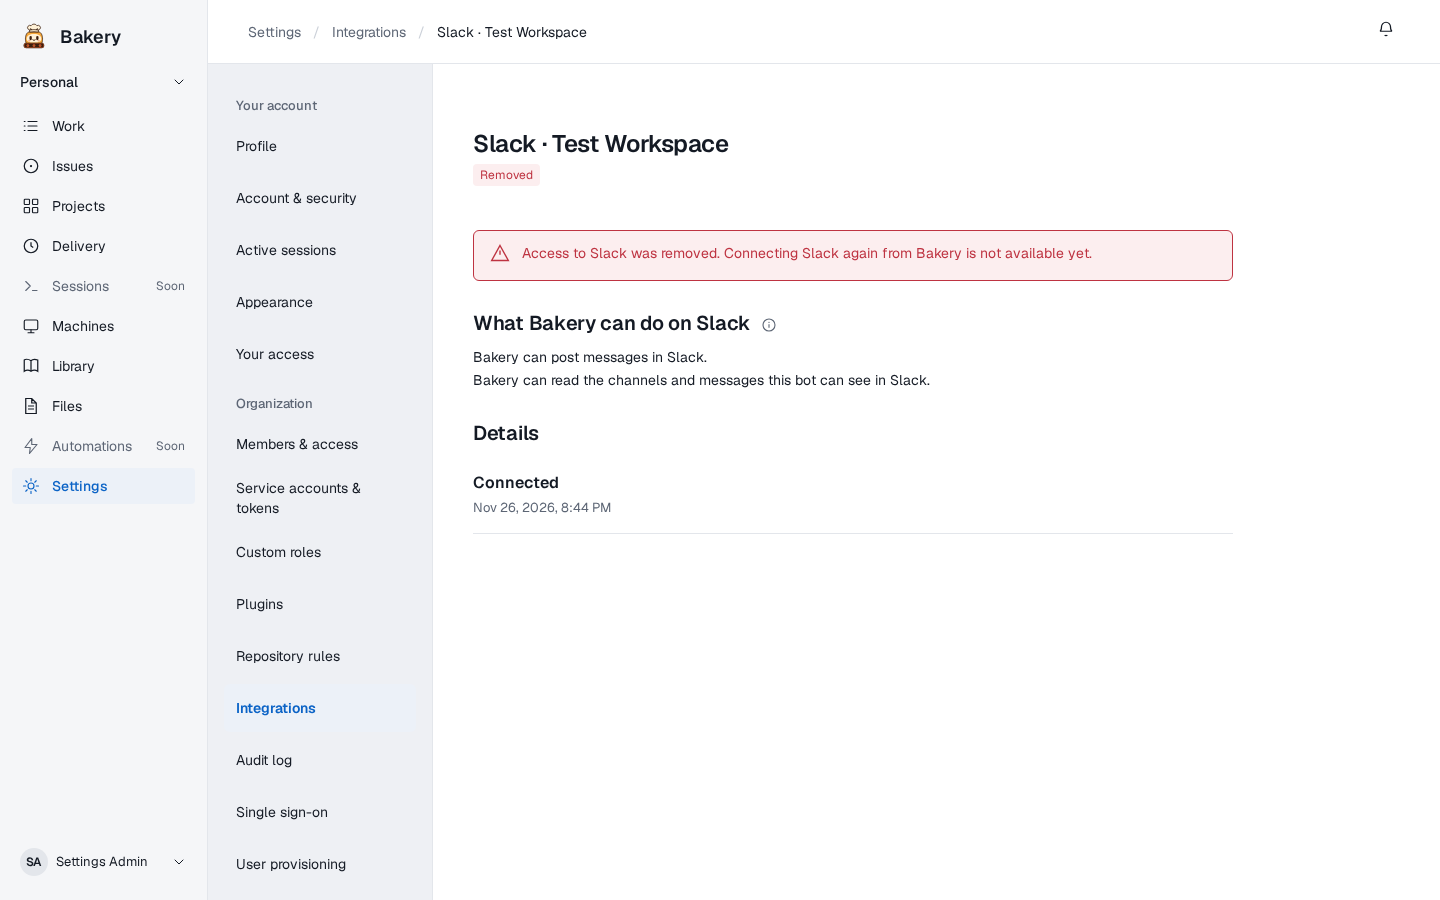 Bakery
Personal
Work
Issues
Projects
Delivery
Sessions Soon
Machines
Library
Files
Automations Soon
Settings
SA Settings Admin
Settings / Integrations / Slack · Test Workspace
Your account
Profile
Account & security
Active sessions
Appearance
Your access
Organization
Members & access
Service accounts &
tokens
Custom roles
Plugins
Repository rules
Integrations
Audit log
Single sign-on
User provisioning
Slack · Test Workspace
Removed
Access to Slack was removed. Connecting Slack again from Bakery is not available yet.
What Bakery can do on Slack
Bakery can post messages in Slack.
Bakery can read the channels and messages this bot can see in Slack.
Details
Connected
Nov 26, 2026, 8:44 PM